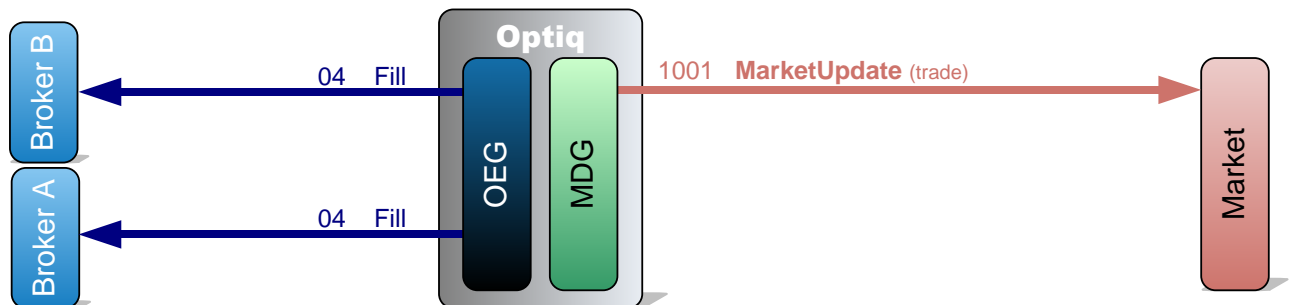 Optiq
Broker B
04 Fill
OEG
MDG
1001 MarketUpdate (trade)
Market
Broker A
04 Fill